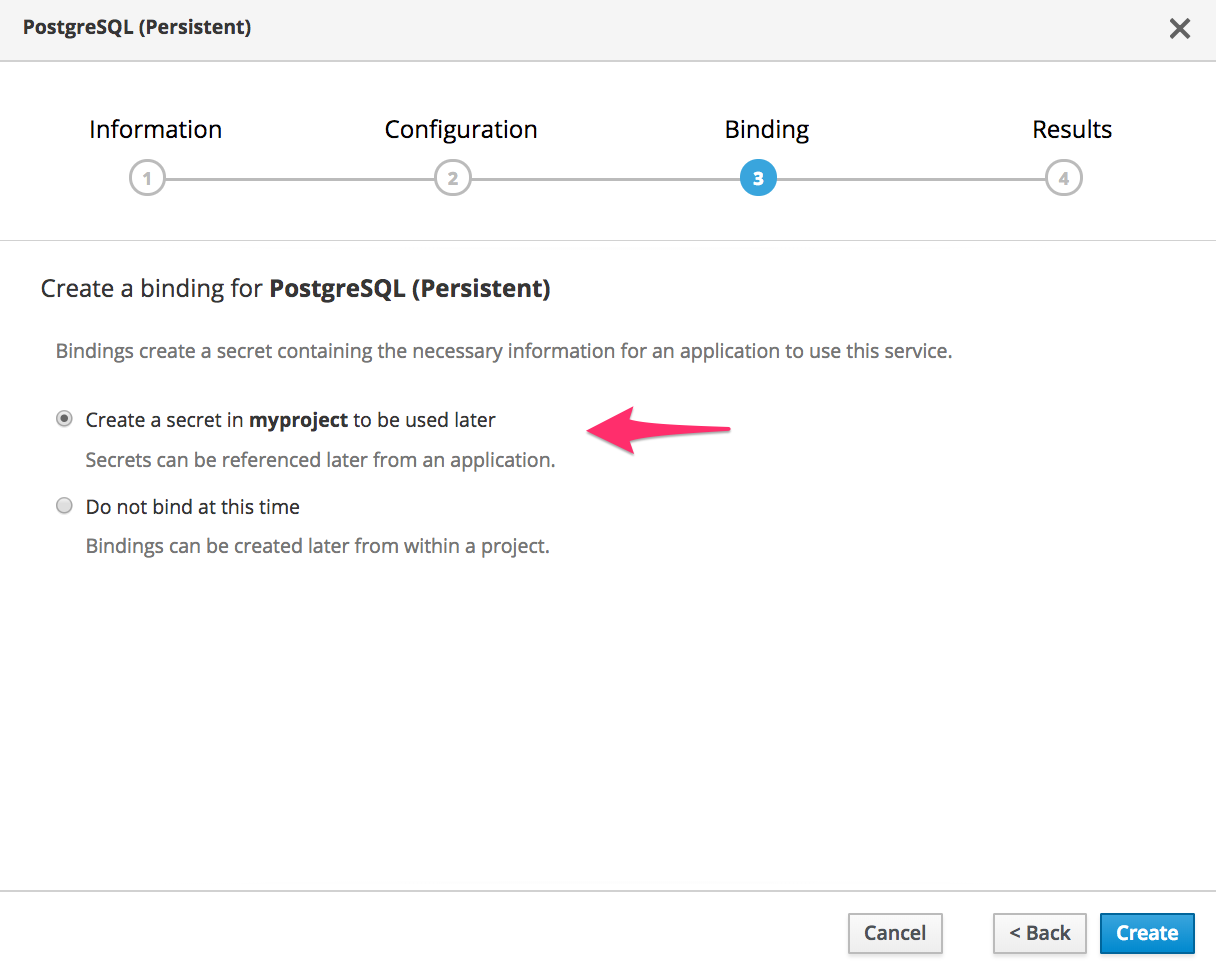 PostgreSQL (Persistent)
Information Configuration Binding Results
1 2 3 4
Create a binding for PostgreSQL (Persistent)
Bindings create a secret containing the necessary information for an application to use this service.
Create a secret in myproject to be used later
Secrets can be referenced later from an application.
Do not bind at this time
Bindings can be created later from within a project.
Cancel < Back Create